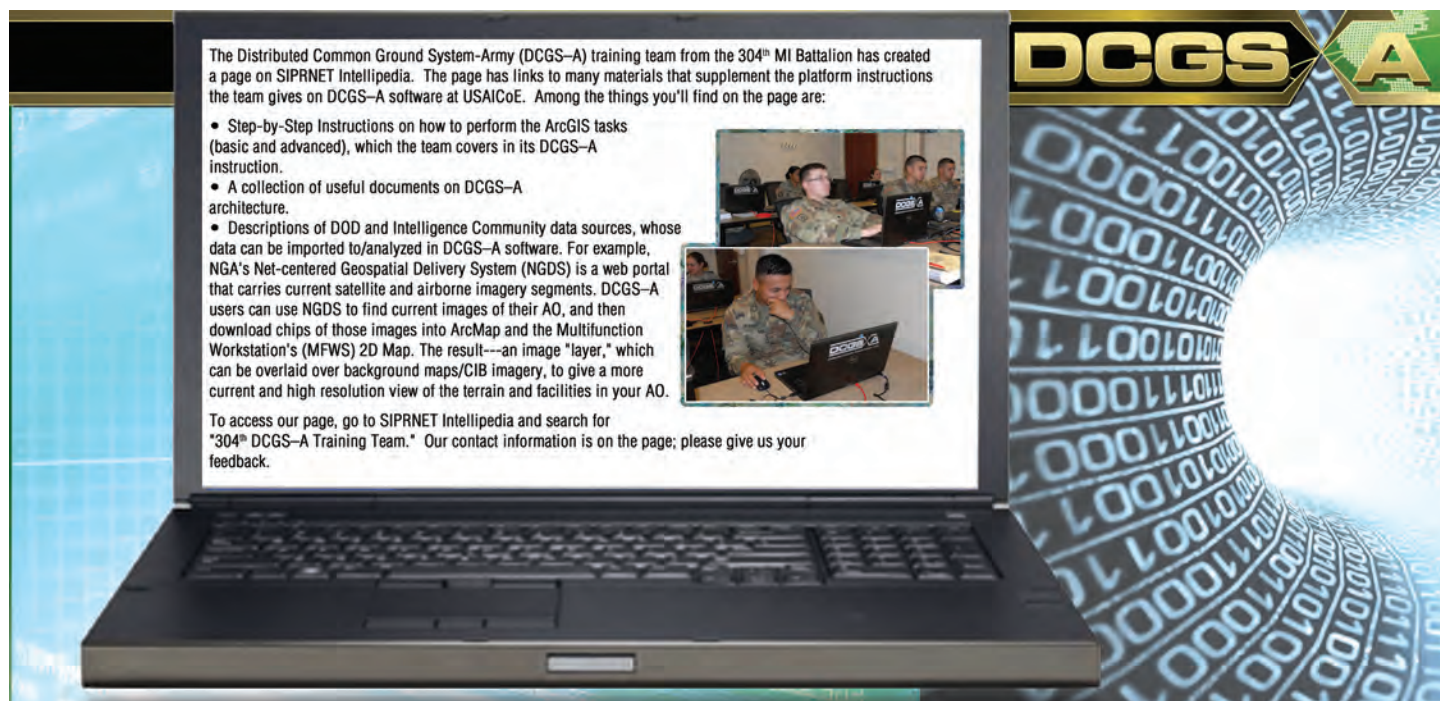 DCGS A
The Distributed Common Ground System-Army (DCGS–A) training team from the 304th MI Battalion has created
a page on SIPRNET Intellipedia. The page has links to many materials that supplement the platform instructions
the team gives on DCGS–A software at USAICoE. Among the things you'll find on the page are:
• Step-by-Step Instructions on how to perform the ArcGIS tasks
(basic and advanced), which the team covers in its DCGS–A
instruction.
• A collection of useful documents on DCGS–A
architecture.
• Descriptions of DOD and Intelligence Community data sources, whose
data can be imported to/analyzed in DCGS–A software. For example,
NGA's Net-centered Geospatial Delivery System (NGDS) is a web portal
that carries current satellite and airborne imagery segments. DCGS–A
users can use NGDS to find current images of their AO, and then
download chips of those images into ArcMap and the Multifunction
Workstation's (MFWS) 2D Map. The result---an image "layer," which
can be overlaid over background maps/CIB imagery, to give a more
current and high resolution view of the terrain and facilities in your AO.
To access our page, go to SIPRNET Intellipedia and search for
"304th DCGS–A Training Team." Our contact information is on the page; please give us your
feedback.
DCGS A
DCGS A